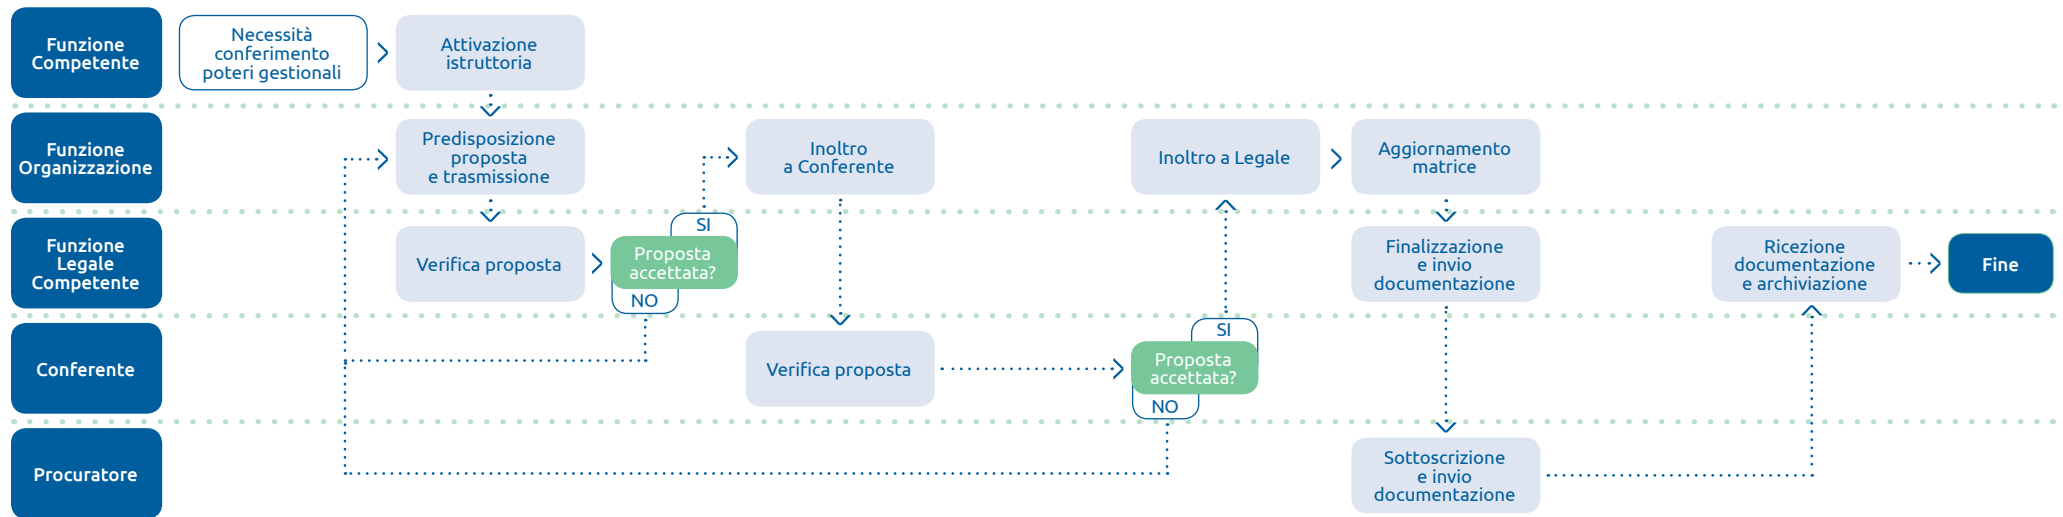 Funzione
Competente
Necessità
conferimento
poteri gestionali
Attivazione
istruttoria
Funzione
Organizzazione
Predisposizione
proposta
e trasmissione
Inoltro
a Conferente
Inoltro a Legale
Aggiornamento
matrice
Funzione
Legale
Competente
Verifica proposta
SI
Proposta
accettata?
NO
Finalizzazione
e invio
documentazione
Ricezione
documentazione
e archiviazione
Fine
Conferente
Verifica proposta
SI
Proposta
accettata?
NO
Procuratore
Sottoscrizione
e invio
documentazione